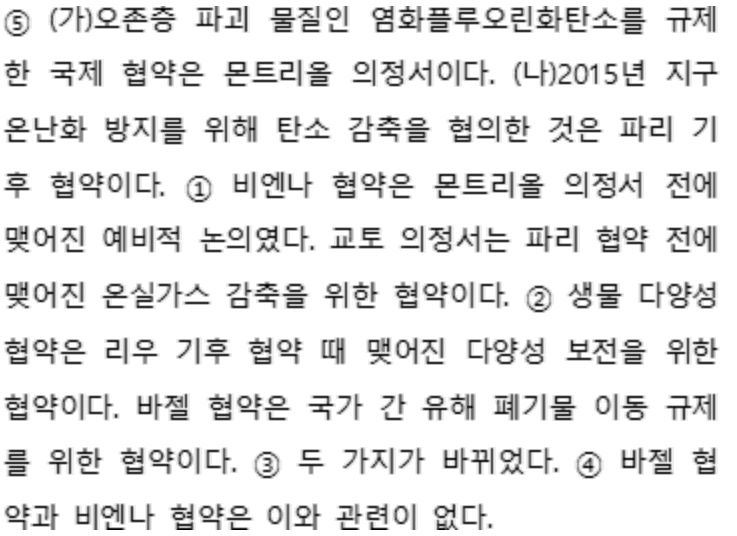 ⑤ (가)오존층 파괴 물질인 염화플루오린화탄소를 규제
한 국제 협약은 몬트리올 의정서이다. (나)2015년 지구
온난화 방지를 위해 탄소 감축을 협의한 것은 파리 기
후 협약이다. ① 비엔나 협약은 몬트리올 의정서 전에
맺어진 예비적 논의였다. 교토 의정서는 파리 협약 전에
맺어진 온실가스 감축을 위한 협약이다. ② 생물 다양성
협약은 리우 기후 협약 때 맺어진 다양성 보전을 위한
협약이다. 바젤 협약은 국가 간 유해 폐기물 이동 규제
를 위한 협약이다. ③ 두 가지가 바뀌었다. ④ 바젤 협
약과 비엔나 협약은 이와 관련이 없다.